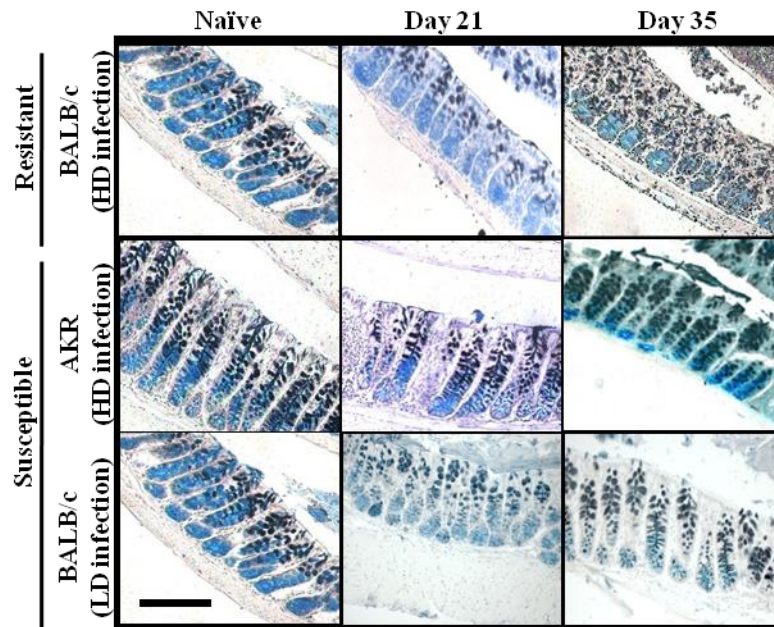 Naïve
Day 21
Day 35
Resistant
BALB/c
(HD infection)
Susceptible
AKR
(HD infection)
BALB/c
(LD infection)